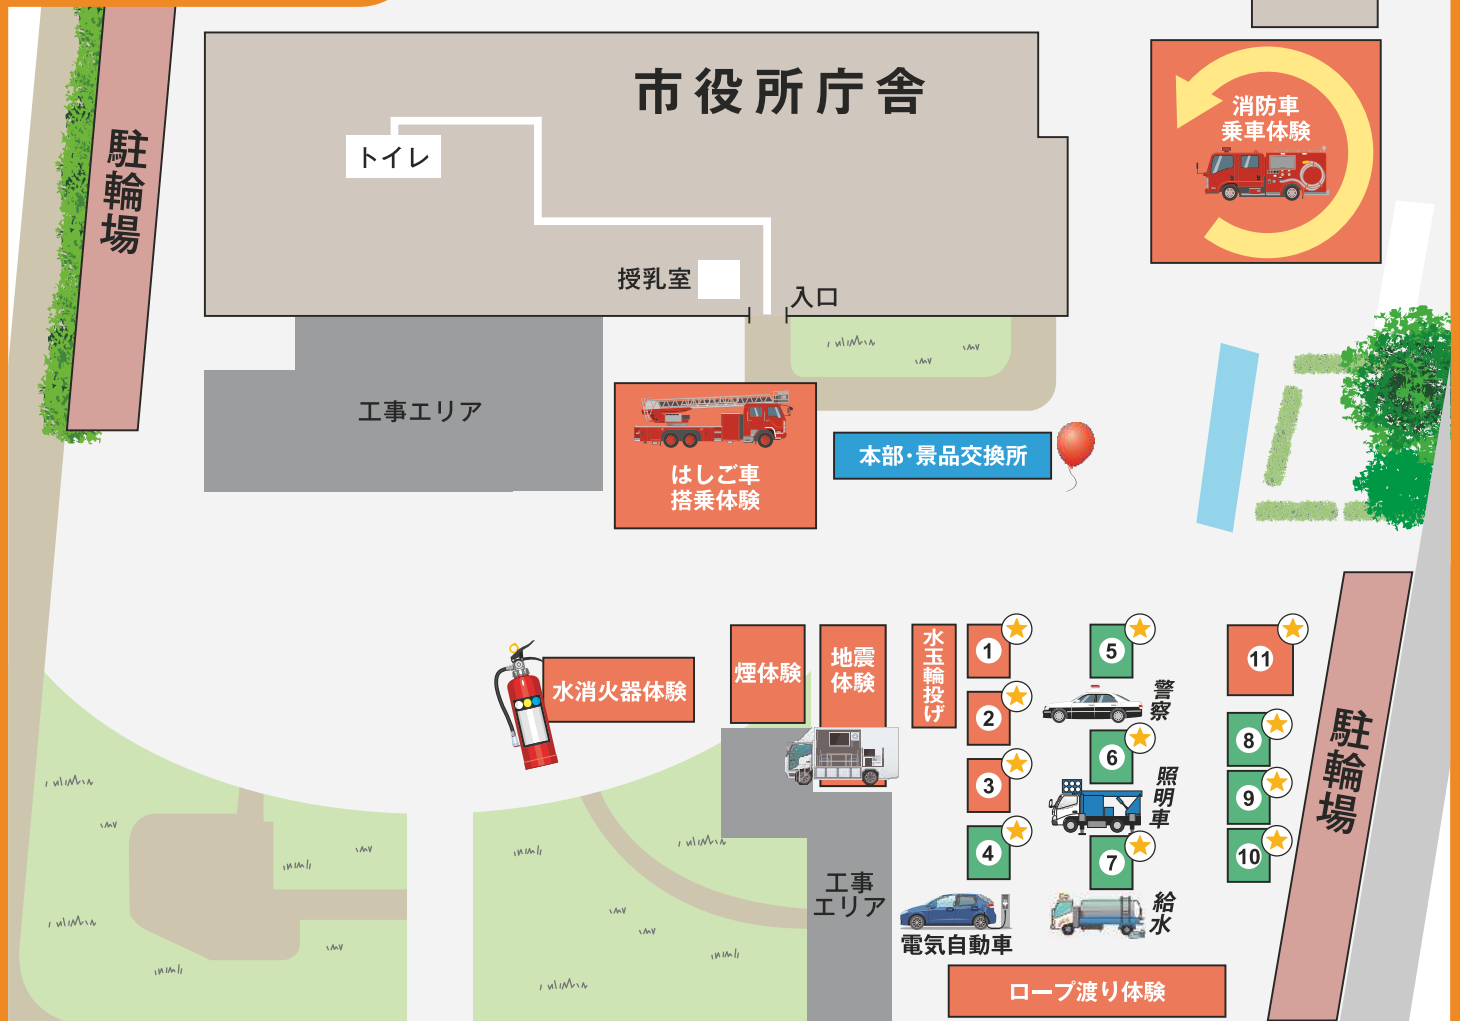 市役所庁舎
消防車
乗車体験
駐輪場
トイレ
授乳室
入口
工事エリア
はしご車
搭乗体験
本部・景品交換所
水消火器体験
煙体験
地震
体験
水玉輪投げ
1
2
3
4
5
警察
6
照明車
7
給水
11
8
9
10
駐輪場
工事
エリア
電気自動車
ロープ渡り体験